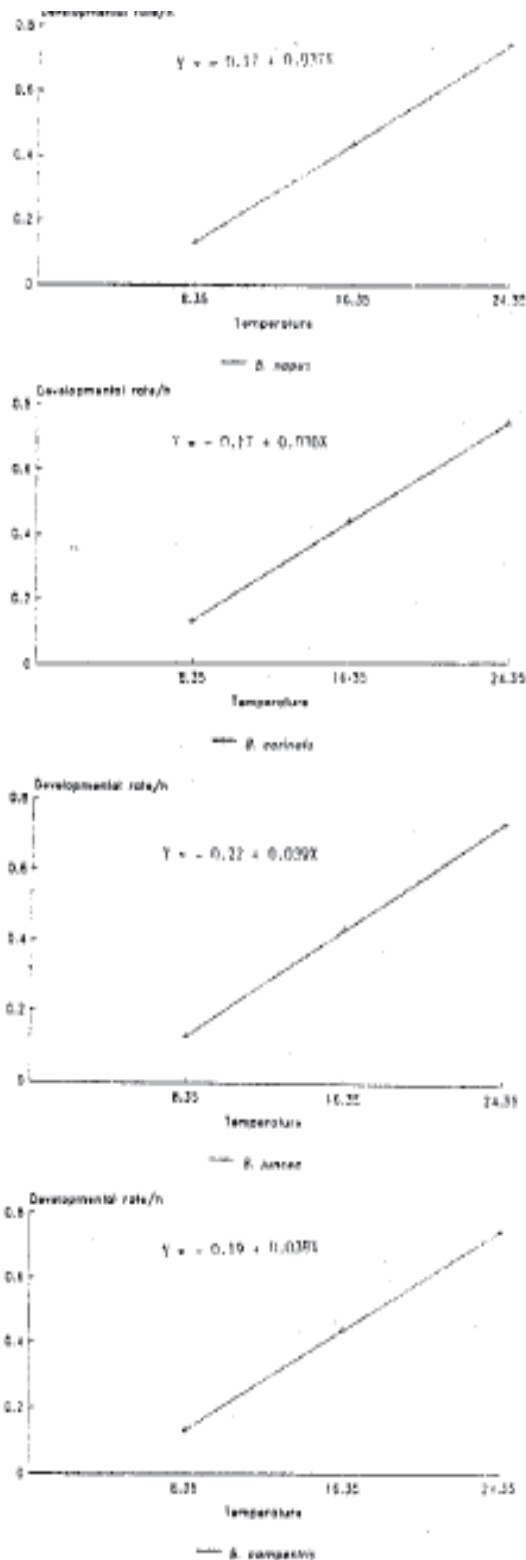 Developmental rate/h
0.8
Y = - 0.17 + 0.037X
0.6
0.4
0.2
0
8.35 16.35 24.35
Temperature
B. napus
Developmental rate/h
0.8
Y = - 0.17 +
0.6
0.4
0.2
0
8.35 16.35 24.35
Temperature
B. carinata
Developmental rate/h
0.8
Y = - 0.22 + 0.039X
0.6
0.4
0.2
0
8.35 16.35 24.35
Temperature
B. juncea
Developmental rate/h
0.8
Y = - 0.19 +
0.6
0.4
0.2
0
8.35 16.35 24.35
Temperature
B. campestris